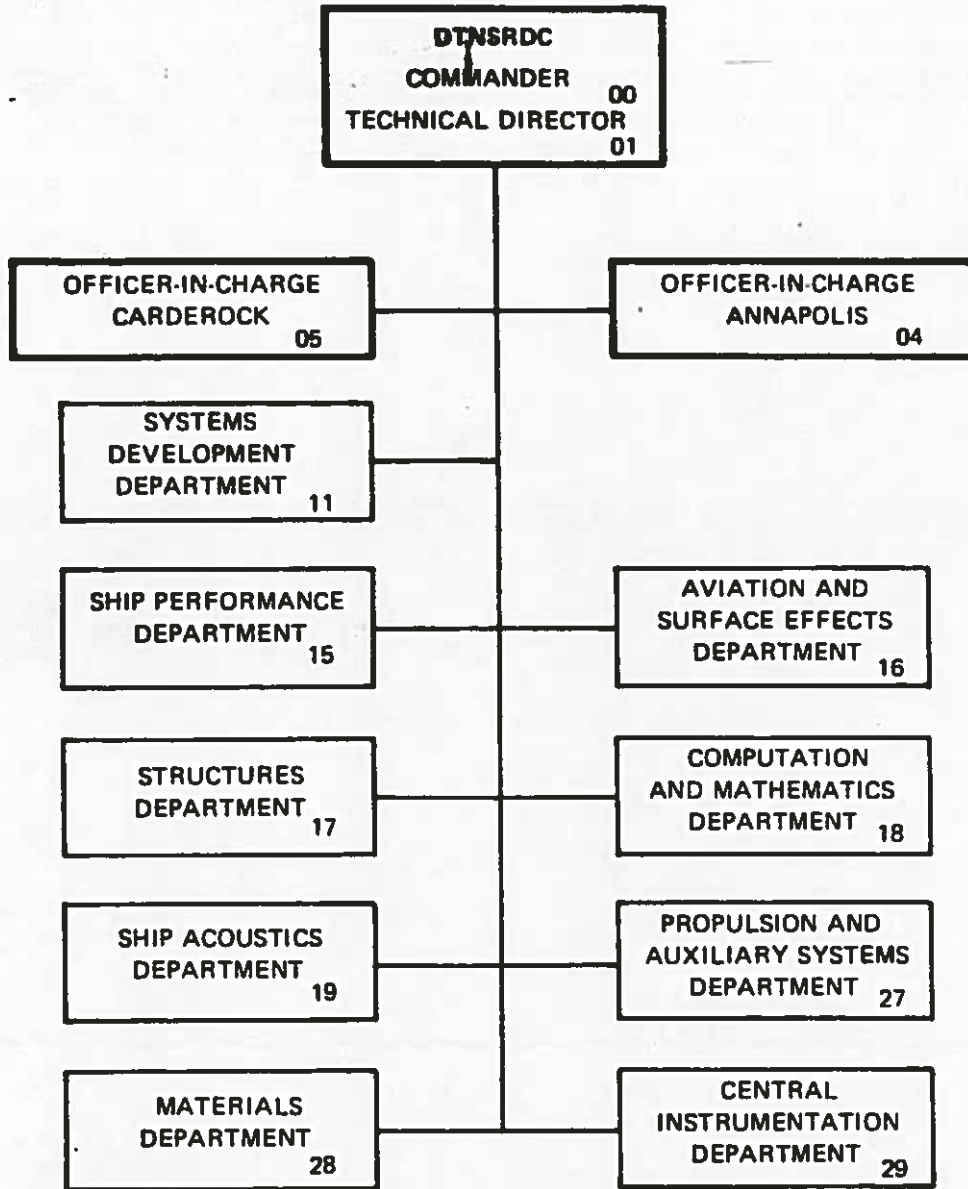 DTNSRDC
COMMANDER 00
TECHNICAL DIRECTOR 01
OFFICER-IN-CHARGE
CARDEROCK 05
OFFICER-IN-CHARGE
ANNAPOLIS 04
SYSTEMS
DEVELOPMENT
DEPARTMENT 11
SHIP PERFORMANCE
DEPARTMENT 15
AVIATION AND
SURFACE EFFECTS
DEPARTMENT 16
STRUCTURES
DEPARTMENT 17
COMPUTATION
AND MATHEMATICS
DEPARTMENT 18
SHIP ACOUSTICS
DEPARTMENT 19
PROPULSION AND
AUXILIARY SYSTEMS
DEPARTMENT 27
MATERIALS
DEPARTMENT 28
CENTRAL
INSTRUMENTATION
DEPARTMENT 29